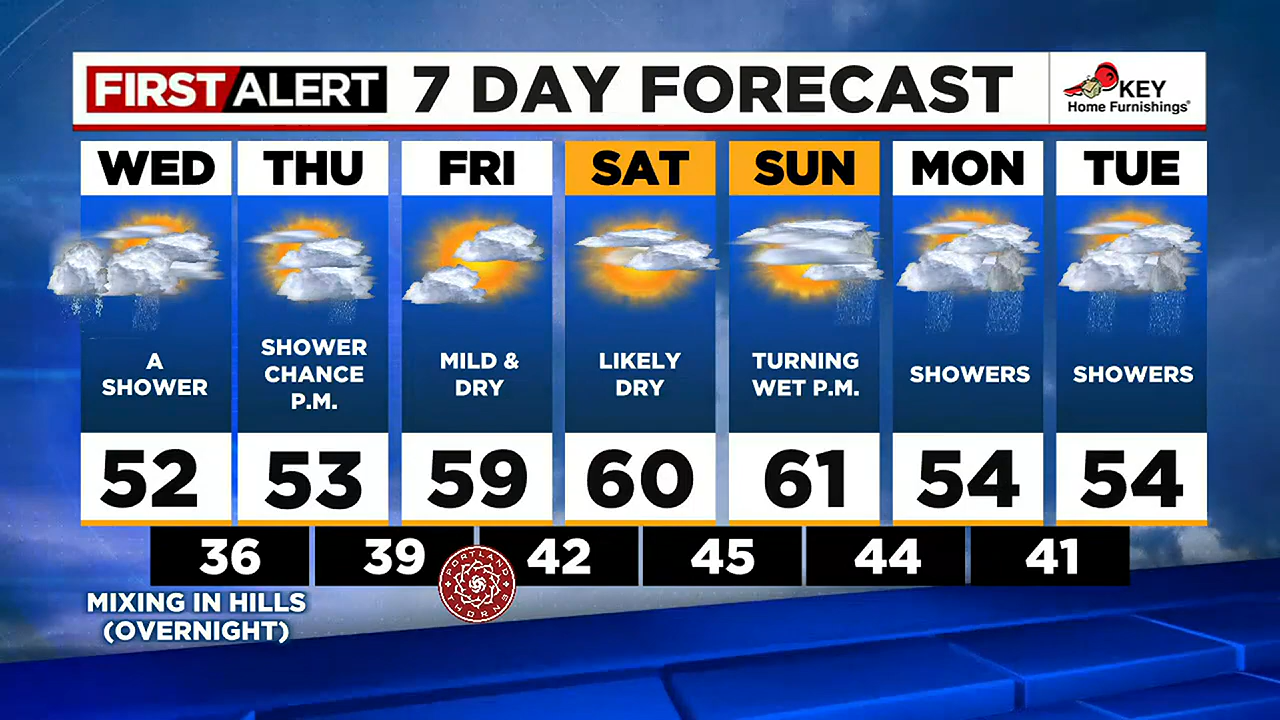 FIRST ALERT 7 DAY FORECAST
KEY
Home Furnishings®
WED THU FRI SAT SUN MON TUE
A
SHOWER
SHOWER
CHANCE
P.M.
MILD &
DRY
LIKELY
DRY
TURNING
WET P.M.
SHOWERS
SHOWERS
52 53 59 60 61 54 54
36 39 42 45 44 41
PORTLAND
THORNS
MIXING IN HILLS
(OVERNIGHT)